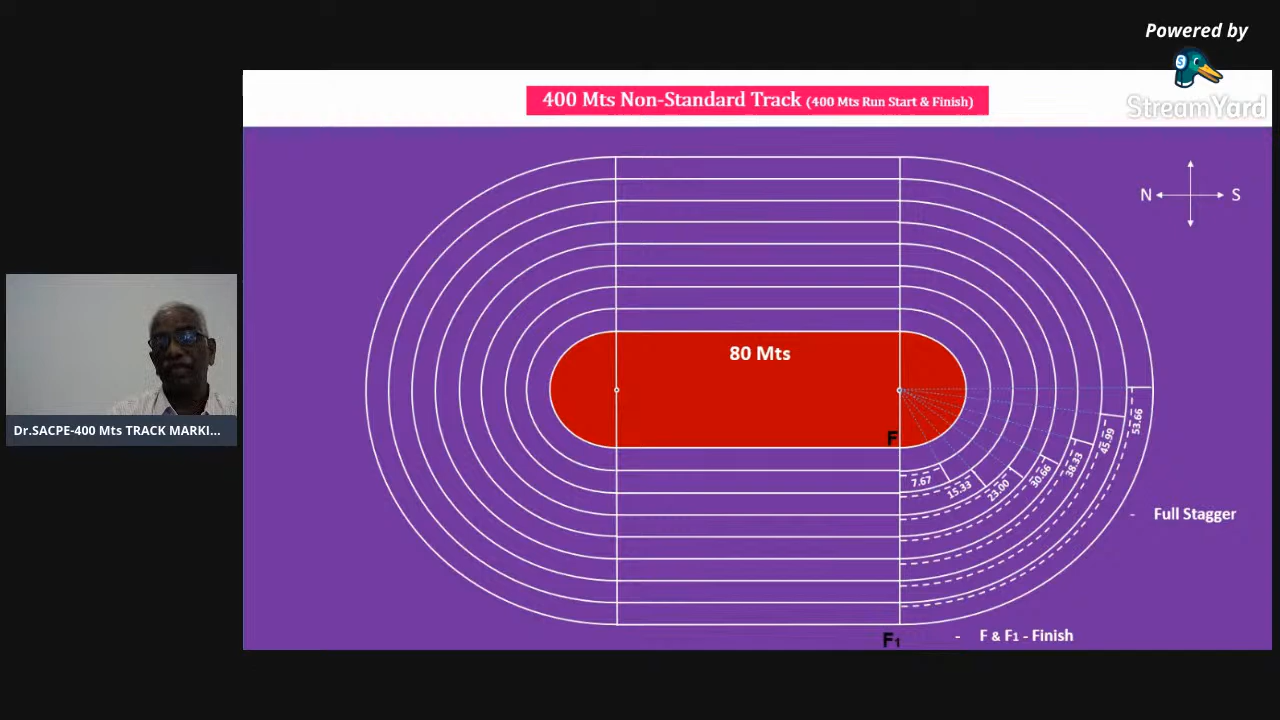 Powered by
StreamYard
400 Mts Non-Standard Track (400 Mts Run Start & Finish)
N
S
80 Mts
F
7.67
15.33
23.00
30.66
38.33
45.99
53.66
Dr.SACPE-400 Mts TRACK MARKI...
- Full Stagger
F1
- F & F1 - Finish